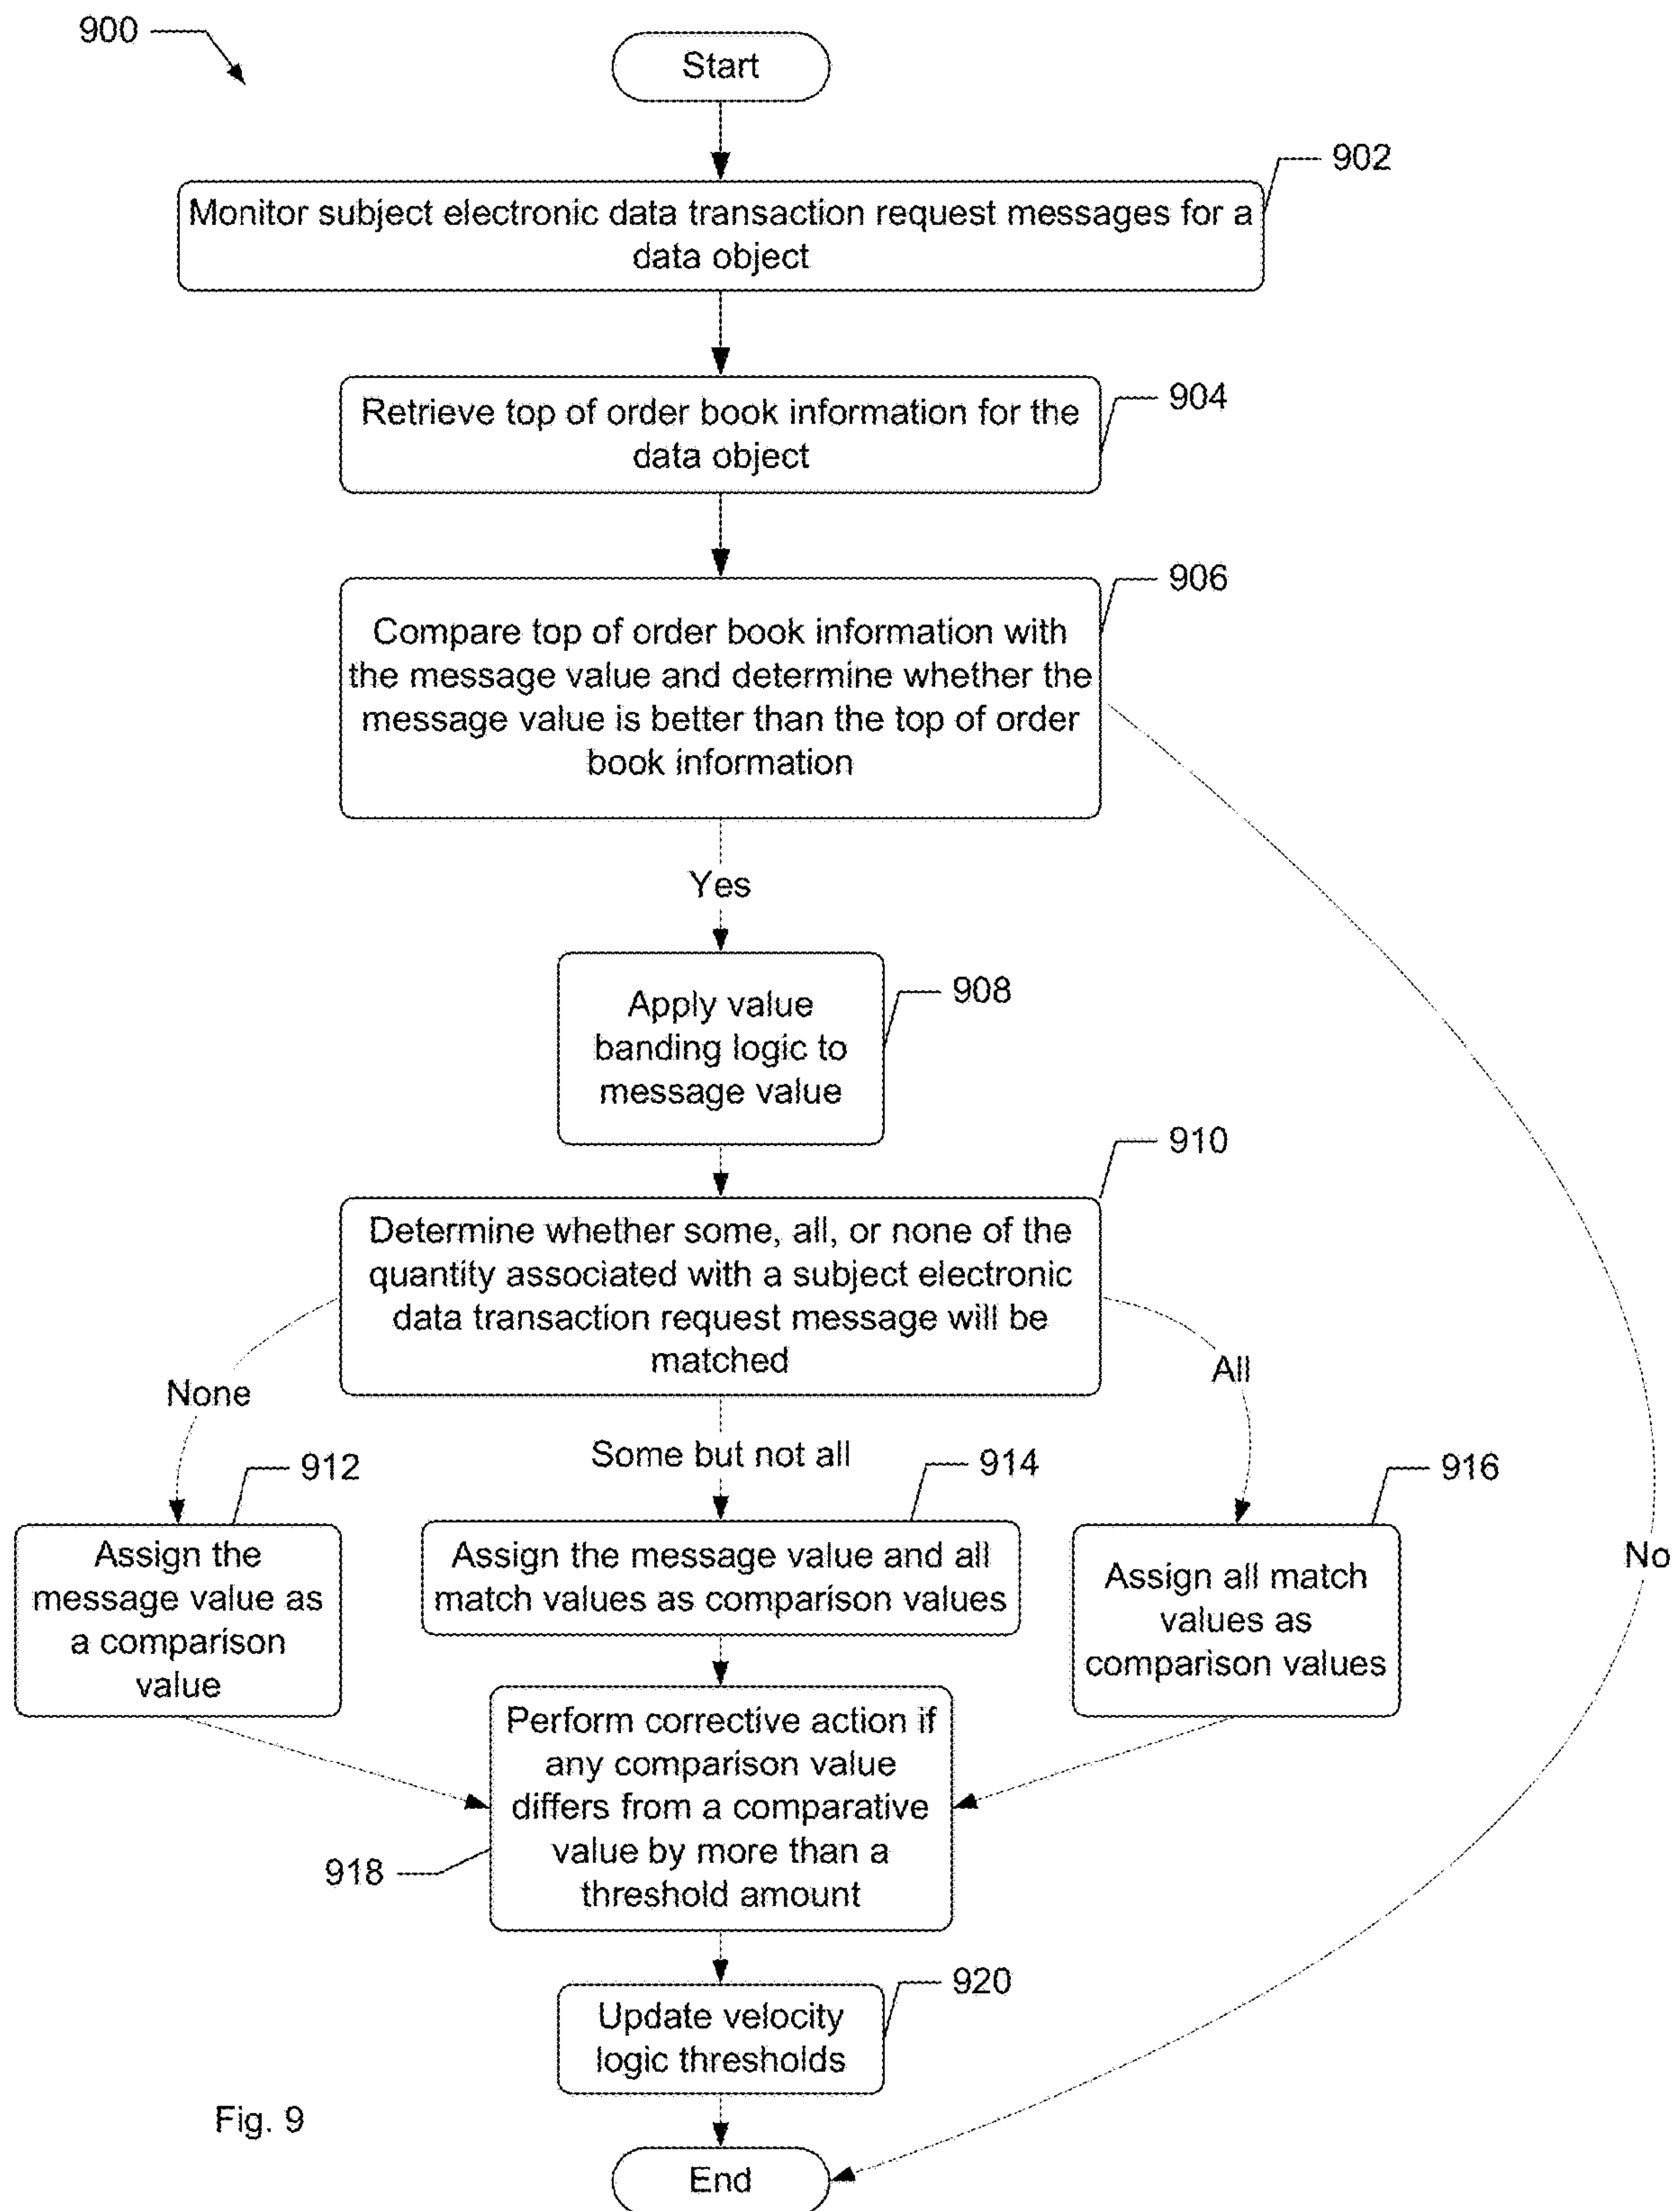 900
Start
902
Monitor subject electronic data transaction request messages for a
data object
904
Retrieve top of order book information for the
data object
906
Compare top of order book information with
the message value and determine whether the
message value is better than the top of order
book information
Yes
908
Apply value
banding logic to
message value
910
Determine whether some, all, or none of the
quantity associated with a subject electronic
data transaction request message will be
matched
None
Some but not all
All
912
Assign the
message value as
a comparison
value
914
Assign the message value and all
match values as comparison values
916
Assign all match
values as
comparison values
No
918
Perform corrective action if
any comparison value
differs from a comparative
value by more than a
threshold amount
920
Update velocity
logic thresholds
Fig. 9
End